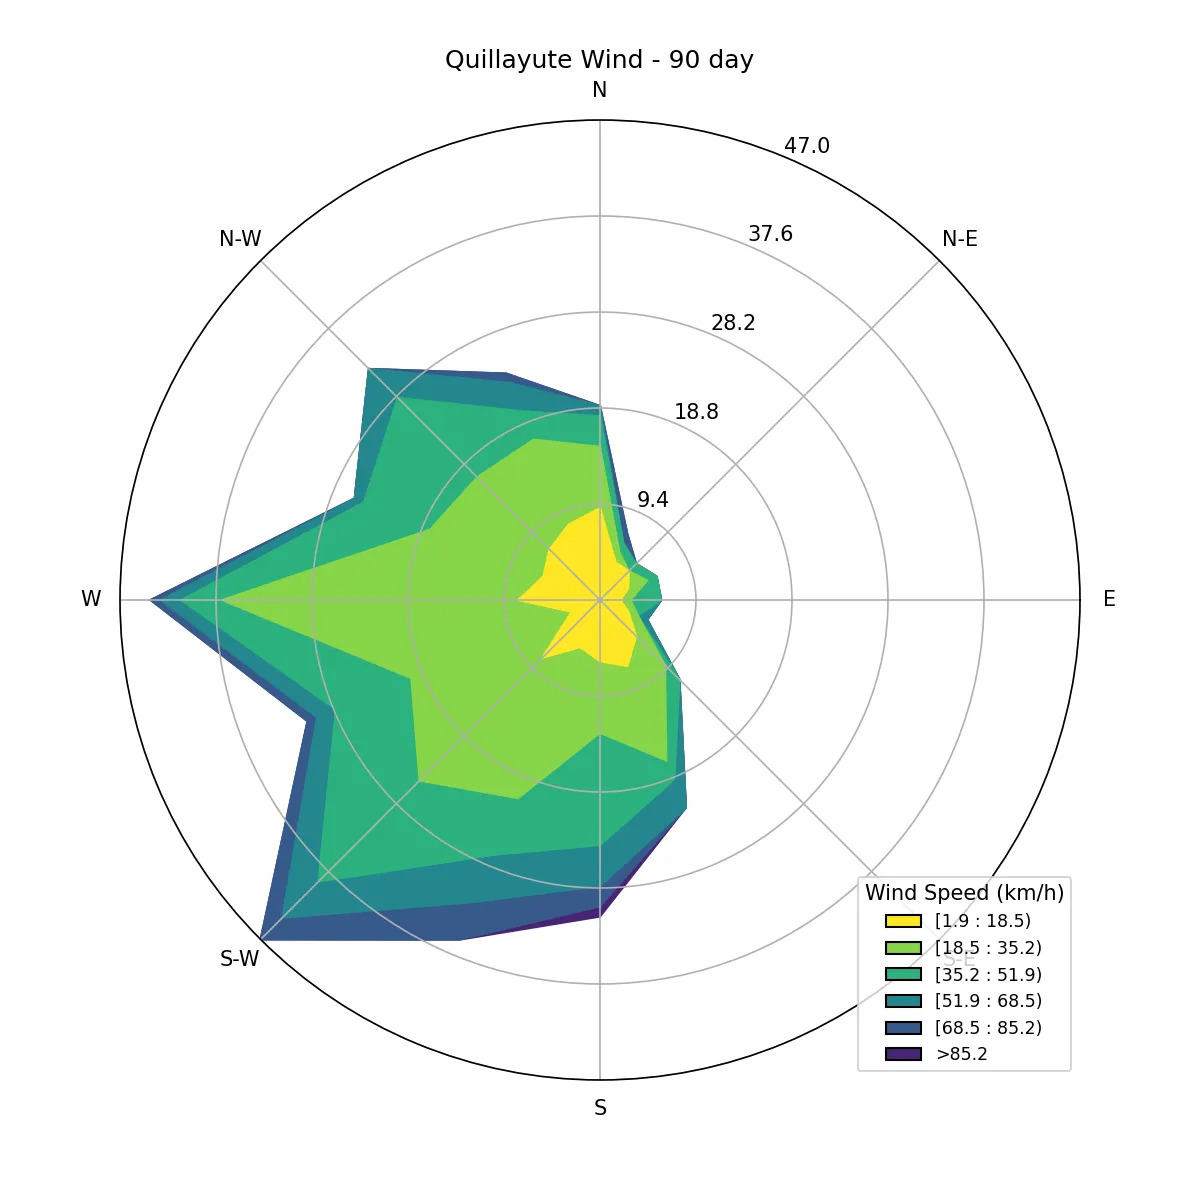 Quillayute Wind - 90 day
N
47.0
37.6
N-W
N-E
28.2
18.8
9.4
W
E
Wind Speed (km/h)
[1.9 : 18.5)
[18.5 : 35.2)
S-W
S-E
[35.2 : 51.9)
[51.9 : 68.5)
[68.5 : 85.2)
>85.2
S